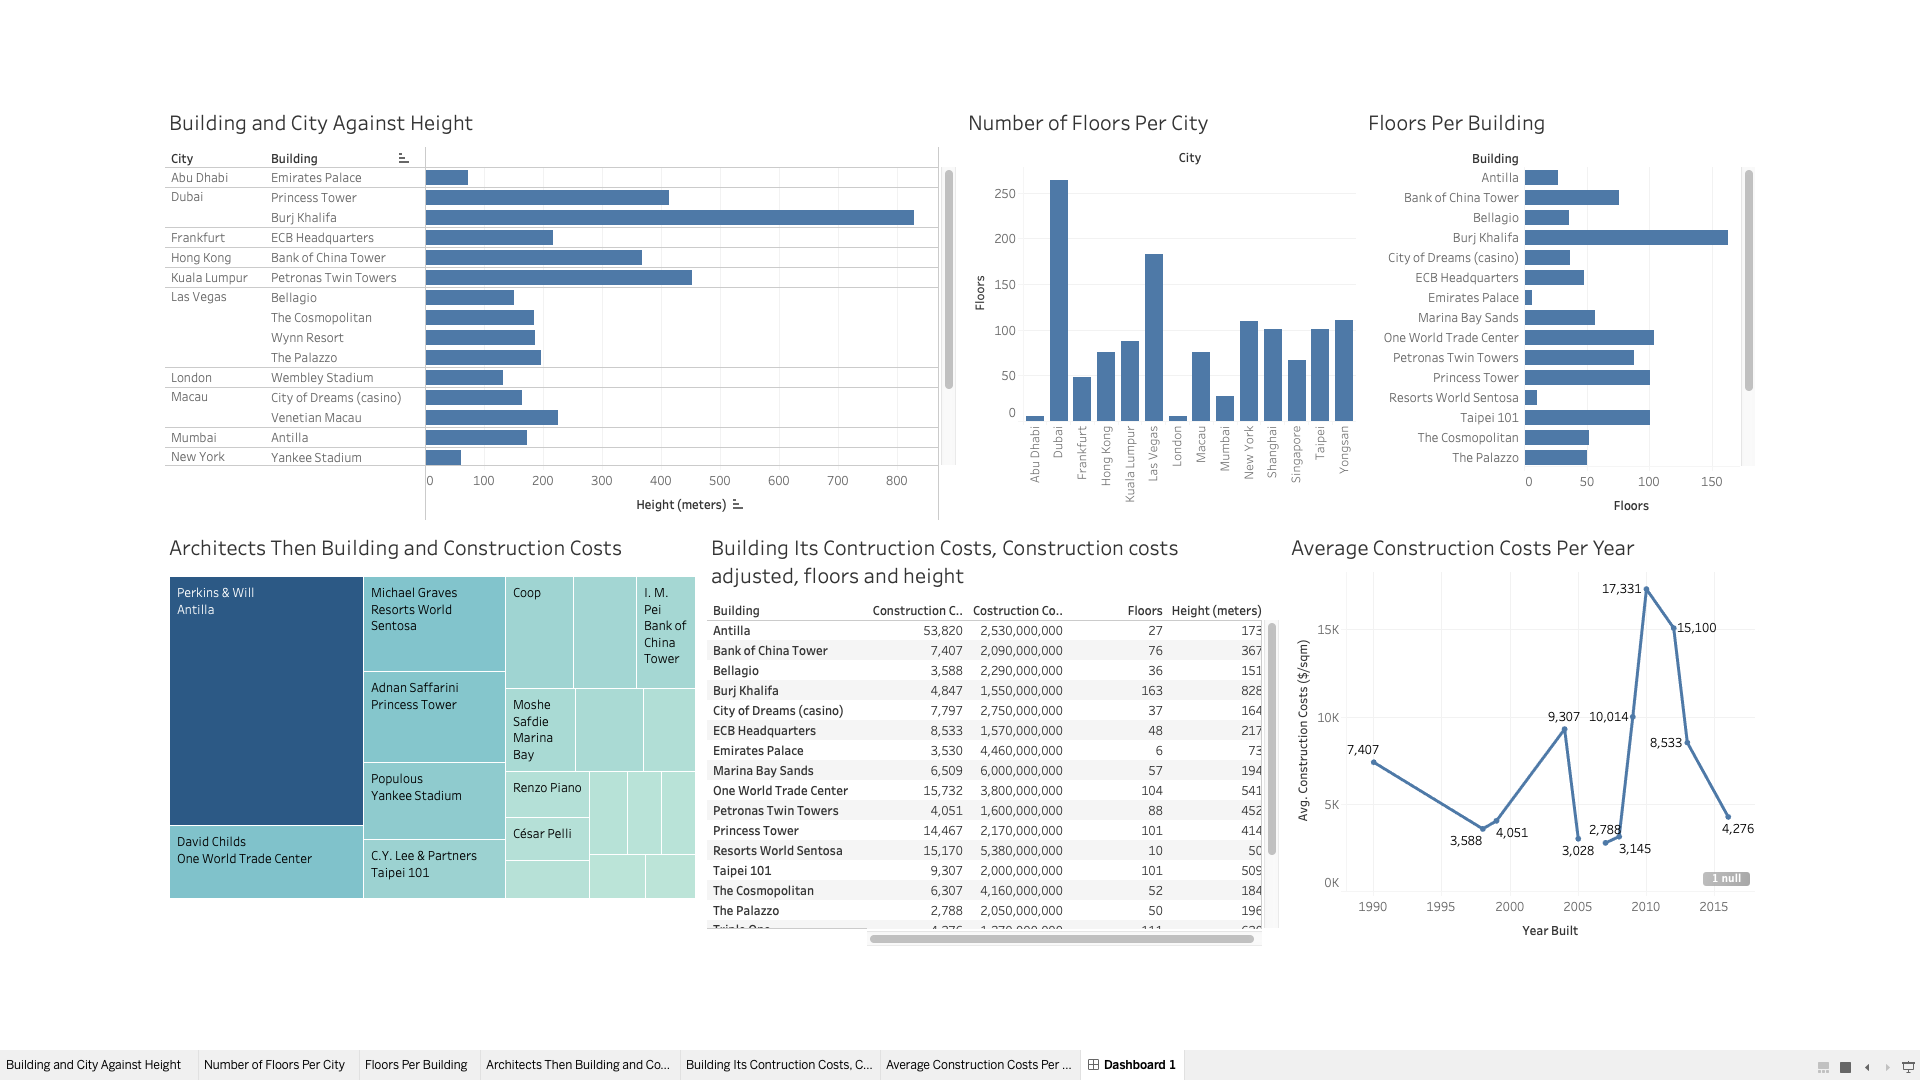 Building and City Against Height
City Building
Abu Dhabi Emirates Palace
Dubai Princess Tower
Burj Khalifa
Frankfurt ECB Headquarters
Hong Kong Bank of China Tower
Kuala Lumpur Petronas Twin Towers
Las Vegas Bellagio
The Cosmopolitan
Wynn Resort
The Palazzo
London Wembley Stadium
Macau City of Dreams (casino)
Venetian Macau
Mumbai Antilla
New York Yankee Stadium
0 100 200 300 400 500 600 700 800
Height (meters)
Number of Floors Per City
City
250
200
150
100
50
0
Floors
Abu Dhabi
Dubai
Frankfurt
Hong Kong
Kuala Lumpur
Las Vegas
London
Macau
Mumbai
New York
Shanghai
Singapore
Taipei
Yongsan
Floors Per Building
Building
Antilla
Bank of China Tower
Bellagio
Burj Khalifa
City of Dreams (casino)
ECB Headquarters
Emirates Palace
Marina Bay Sands
One World Trade Center
Petronas Twin Towers
Princess Tower
Resorts World Sentosa
Taipei 101
The Cosmopolitan
The Palazzo
0 50 100 150
Floors
Architects Then Building and Construction Costs
Perkins & Will
Antilla
David Childs
One World Trade Center
Michael Graves
Resorts World
Sentosa
Adnan Saffarini
Princess Tower
Populous
Yankee Stadium
C.Y. Lee & Partners
Taipei 101
Coop
I. M.
Pei
Bank of
China
Tower
Moshe
Safdie
Marina
Bay
Renzo Piano
César Pelli
Building Its Contruction Costs, Construction costs
adjusted, floors and height
Building Construction C.. Costruction Co.. Floors Height (meters)
Antilla 53,820 2,530,000,000 27 173
Bank of China Tower 7,407 2,090,000,000 76 367
Bellagio 3,588 2,290,000,000 36 151
Burj Khalifa 4,847 1,550,000,000 163 828
City of Dreams (casino) 7,797 2,750,000,000 37 164
ECB Headquarters 8,533 1,570,000,000 48 217
Emirates Palace 3,530 4,460,000,000 6 73
Marina Bay Sands 6,509 6,000,000,000 57 194
One World Trade Center 15,732 3,800,000,000 104 541
Petronas Twin Towers 4,051 1,600,000,000 88 452
Princess Tower 14,467 2,170,000,000 101 414
Resorts World Sentosa 15,170 5,380,000,000 10 50
Taipei 101 9,307 2,000,000,000 101 509
The Cosmopolitan 6,307 4,160,000,000 52 184
The Palazzo 2,788 2,050,000,000 50 196
Average Construction Costs Per Year
15K
10K
5K
0K
Avg. Construction Costs ($/sqm)
7,407
3,588
4,051
9,307
3,028
2,788
3,145
10,014
17,331
15,100
8,533
4,276
1 null
1990 1995 2000 2005 2010 2015
Year Built
Building and City Against Height Number of Floors Per City Floors Per Building Architects Then Building and Co... Building Its Contruction Costs, C... Average Construction Costs Per ... Dashboard 1